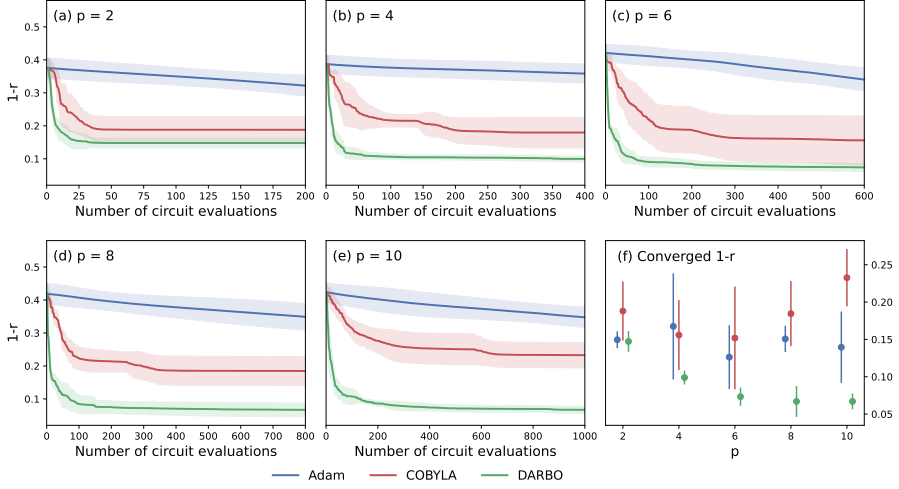 (a) p = 2
(b) p = 4
(c) p = 6
1-r
0.5
0.4
0.3
0.2
0.1
0 25 50 75 100 125 150 175 200
0 50 100 150 200 250 300 350 400
0 100 200 300 400 500 600
Number of circuit evaluations
Number of circuit evaluations
Number of circuit evaluations
(d) p = 8
(e) p = 10
(f) Converged 1-r
1-r
0.5
0.4
0.3
0.2
0.1
0.25
0.20
0.15
0.10
0.05
0 100 200 300 400 500 600 700 800
0 200 400 600 800 1000
2 4 6 8 10
Number of circuit evaluations
Number of circuit evaluations
p
Adam COBYLA DARBO